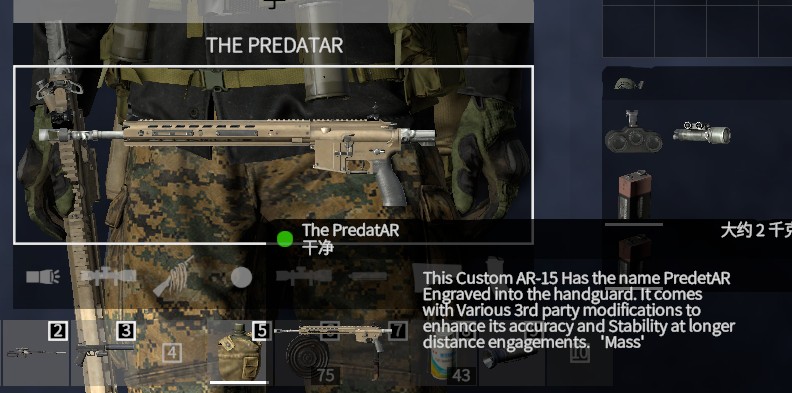 THE PREDATAR
The PredatAR
干净
大约 2 千克
This Custom AR-15 Has the name PredetAR
Engraved into the handguard. It comes
with Various 3rd party modifications to
enhance its accuracy and Stability at longer
distance engagements. 'Mass'
2
3
4
5
7
10
75
43